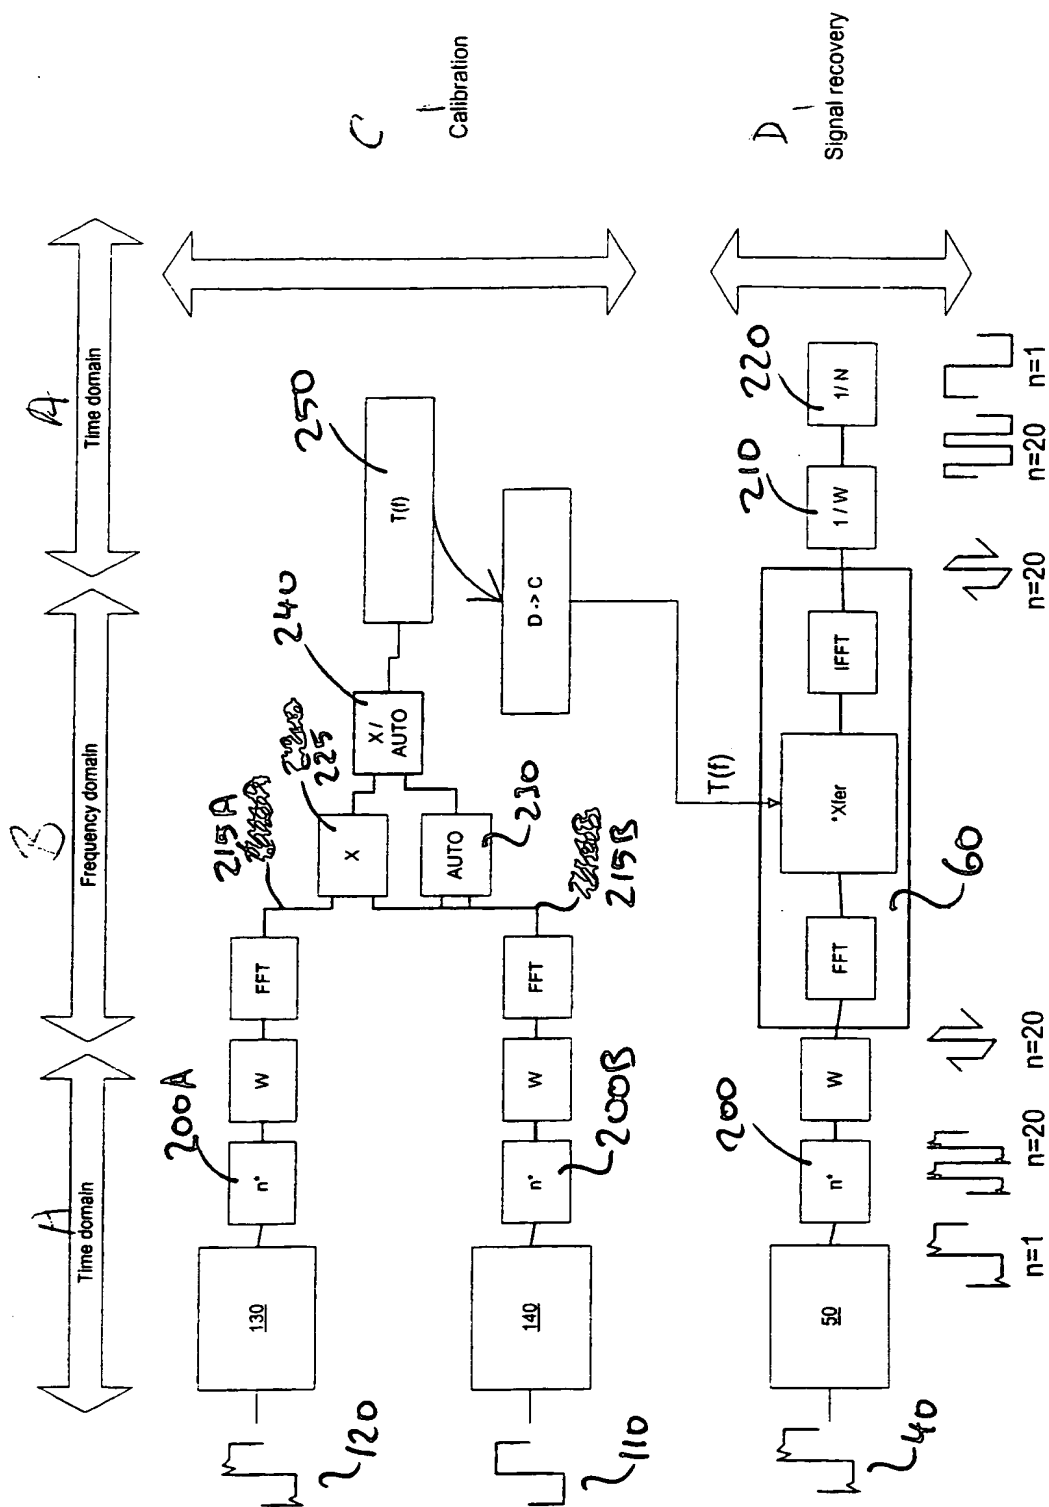 A
Time domain
B
Frequency domain
A
Time domain
C
Calibration
D
Signal recovery
120
130
200A
n*
W
FFT
215A
225
X
240
X /
AUTO
250
T(f)
110
140
200B
n*
W
FFT
215B
230
AUTO
D -> C
T(f)
40
50
200
n*
W
FFT
*Xfer
IFFT
60
210
1 / W
220
1 / N
n=1
n=20
n=20
n=20
n=20
n=1